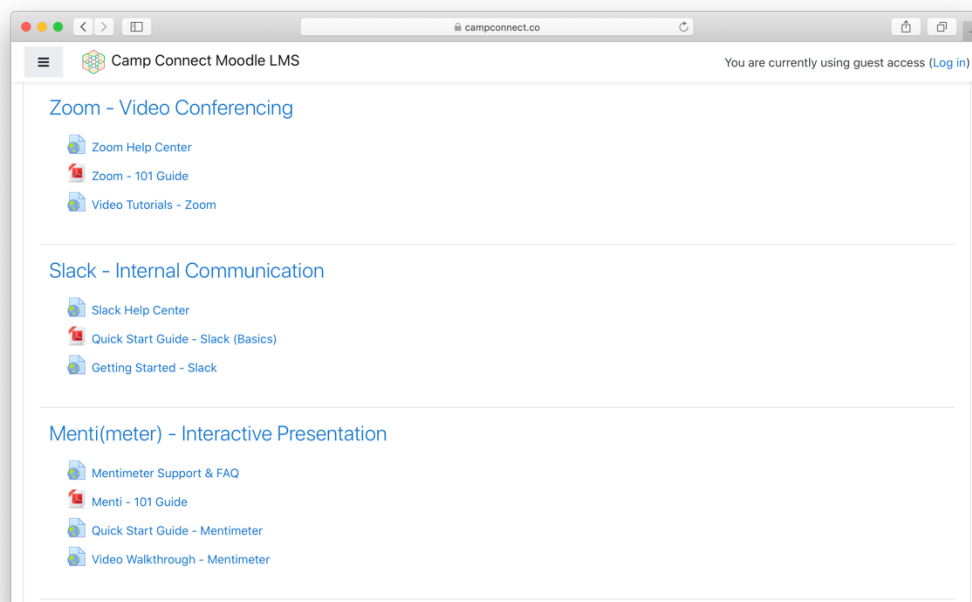 campconnect.co
Camp Connect Moodle LMS
You are currently using guest access (Log in)
Zoom - Video Conferencing
Zoom Help Center
Zoom - 101 Guide
Video Tutorials - Zoom
Slack - Internal Communication
Slack Help Center
Quick Start Guide - Slack (Basics)
Getting Started - Slack
Menti(meter) - Interactive Presentation
Mentimeter Support & FAQ
Menti - 101 Guide
Quick Start Guide - Mentimeter
Video Walkthrough - Mentimeter